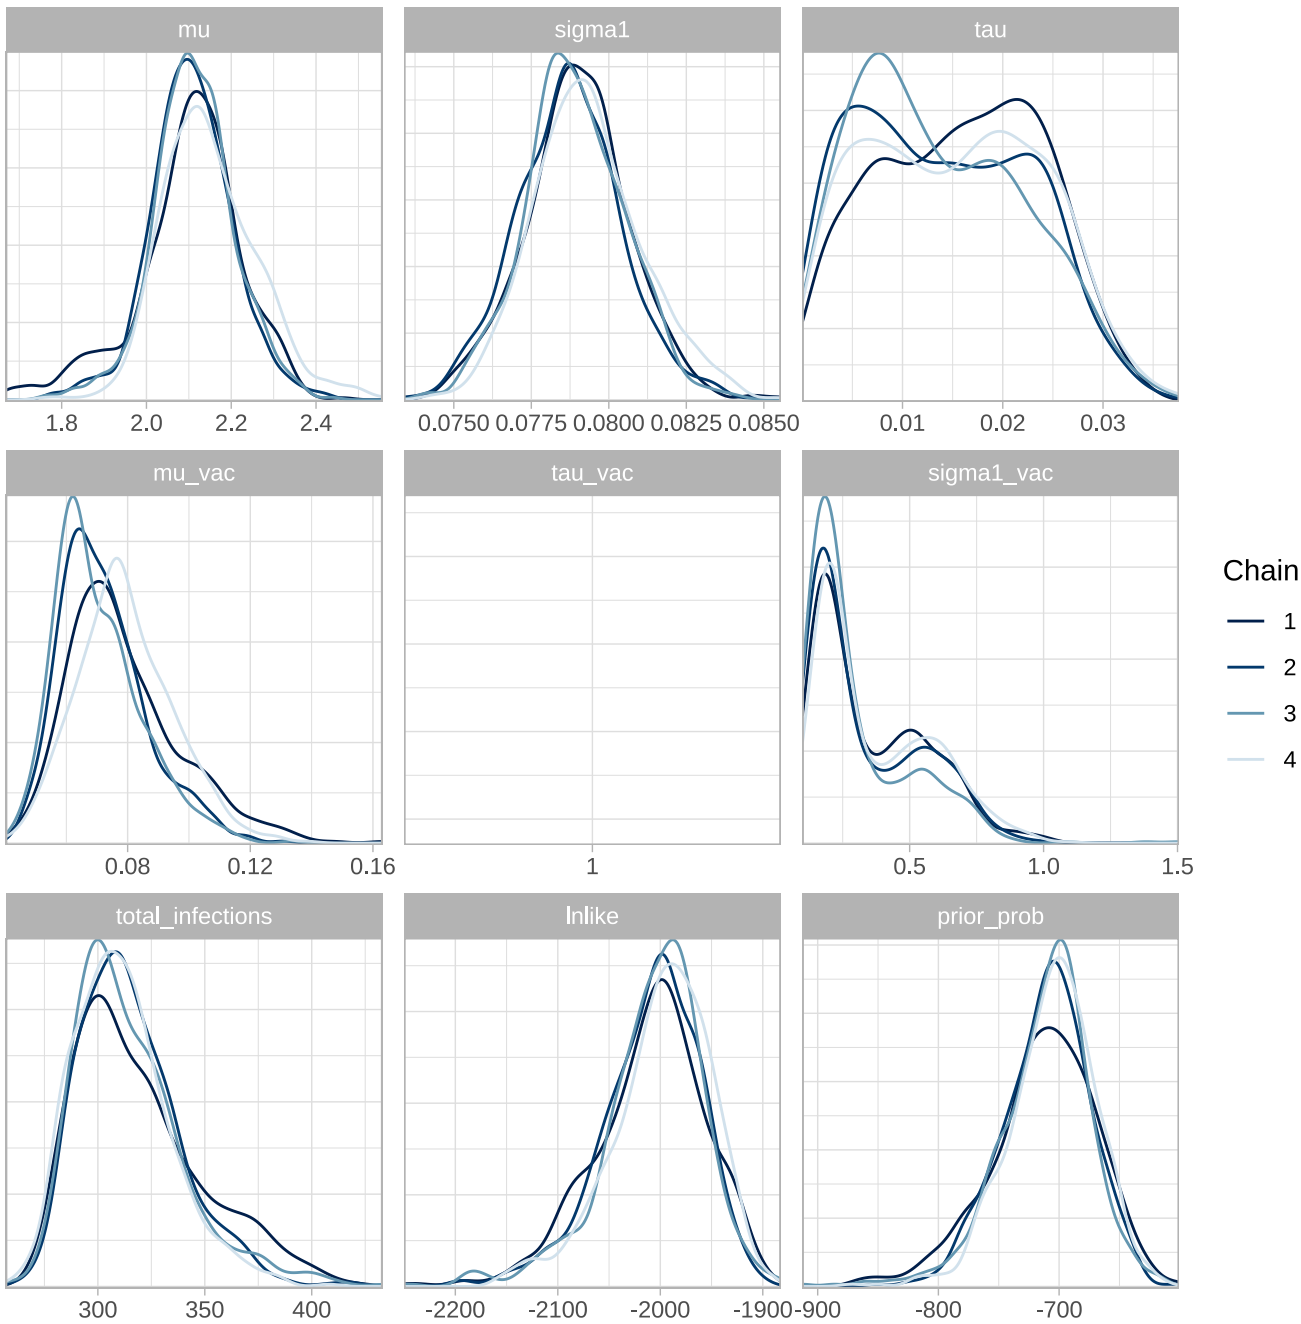 mu sigma1 tau
1.8 2.0 2.2 2.4 0.0750 0.0775 0.0800 0.0825 0.0850 0.01 0.02 0.03
mu_vac tau_vac sigma1_vac
0.08 0.12 0.16 1 0.5 1.0 1.5
Chain
1
2
3
4
total_infections lnlike prior_prob
300 350 400 -2200 -2100 -2000 -1900 -900 -800 -700